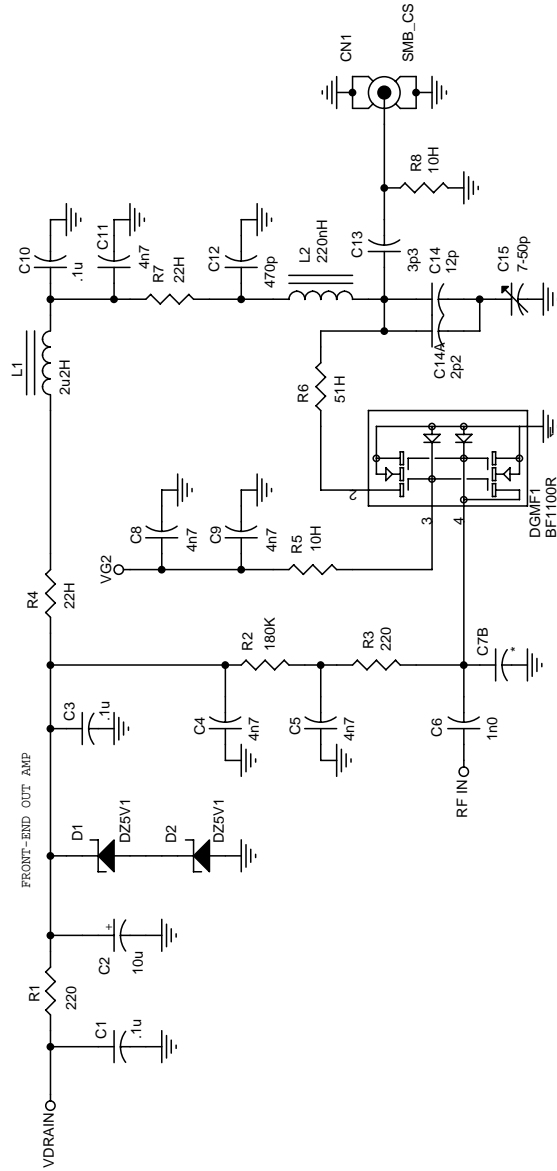 FRONT-END OUT AMP
VDRAIN
C1
.1u
R1
220
C2
10u
+
D1
DZ5V1
D2
DZ5V1
C3
.1u
R4
22H
L1
2u2H
C10
.1u
C11
4n7
R7
22H
C12
470p
L2
220nH
C4
4n7
R2
180K
C5
4n7
R3
220
VG2
C8
4n7
C9
4n7
R5
10H
R6
51H
C13
3p3
CN1
SMB_CS
R8
10H
C14
12p
C14A
2p2
C15
7-50p
RF IN
C6
1n0
C7B
*
2
3
4
DGMF1
BF1100R